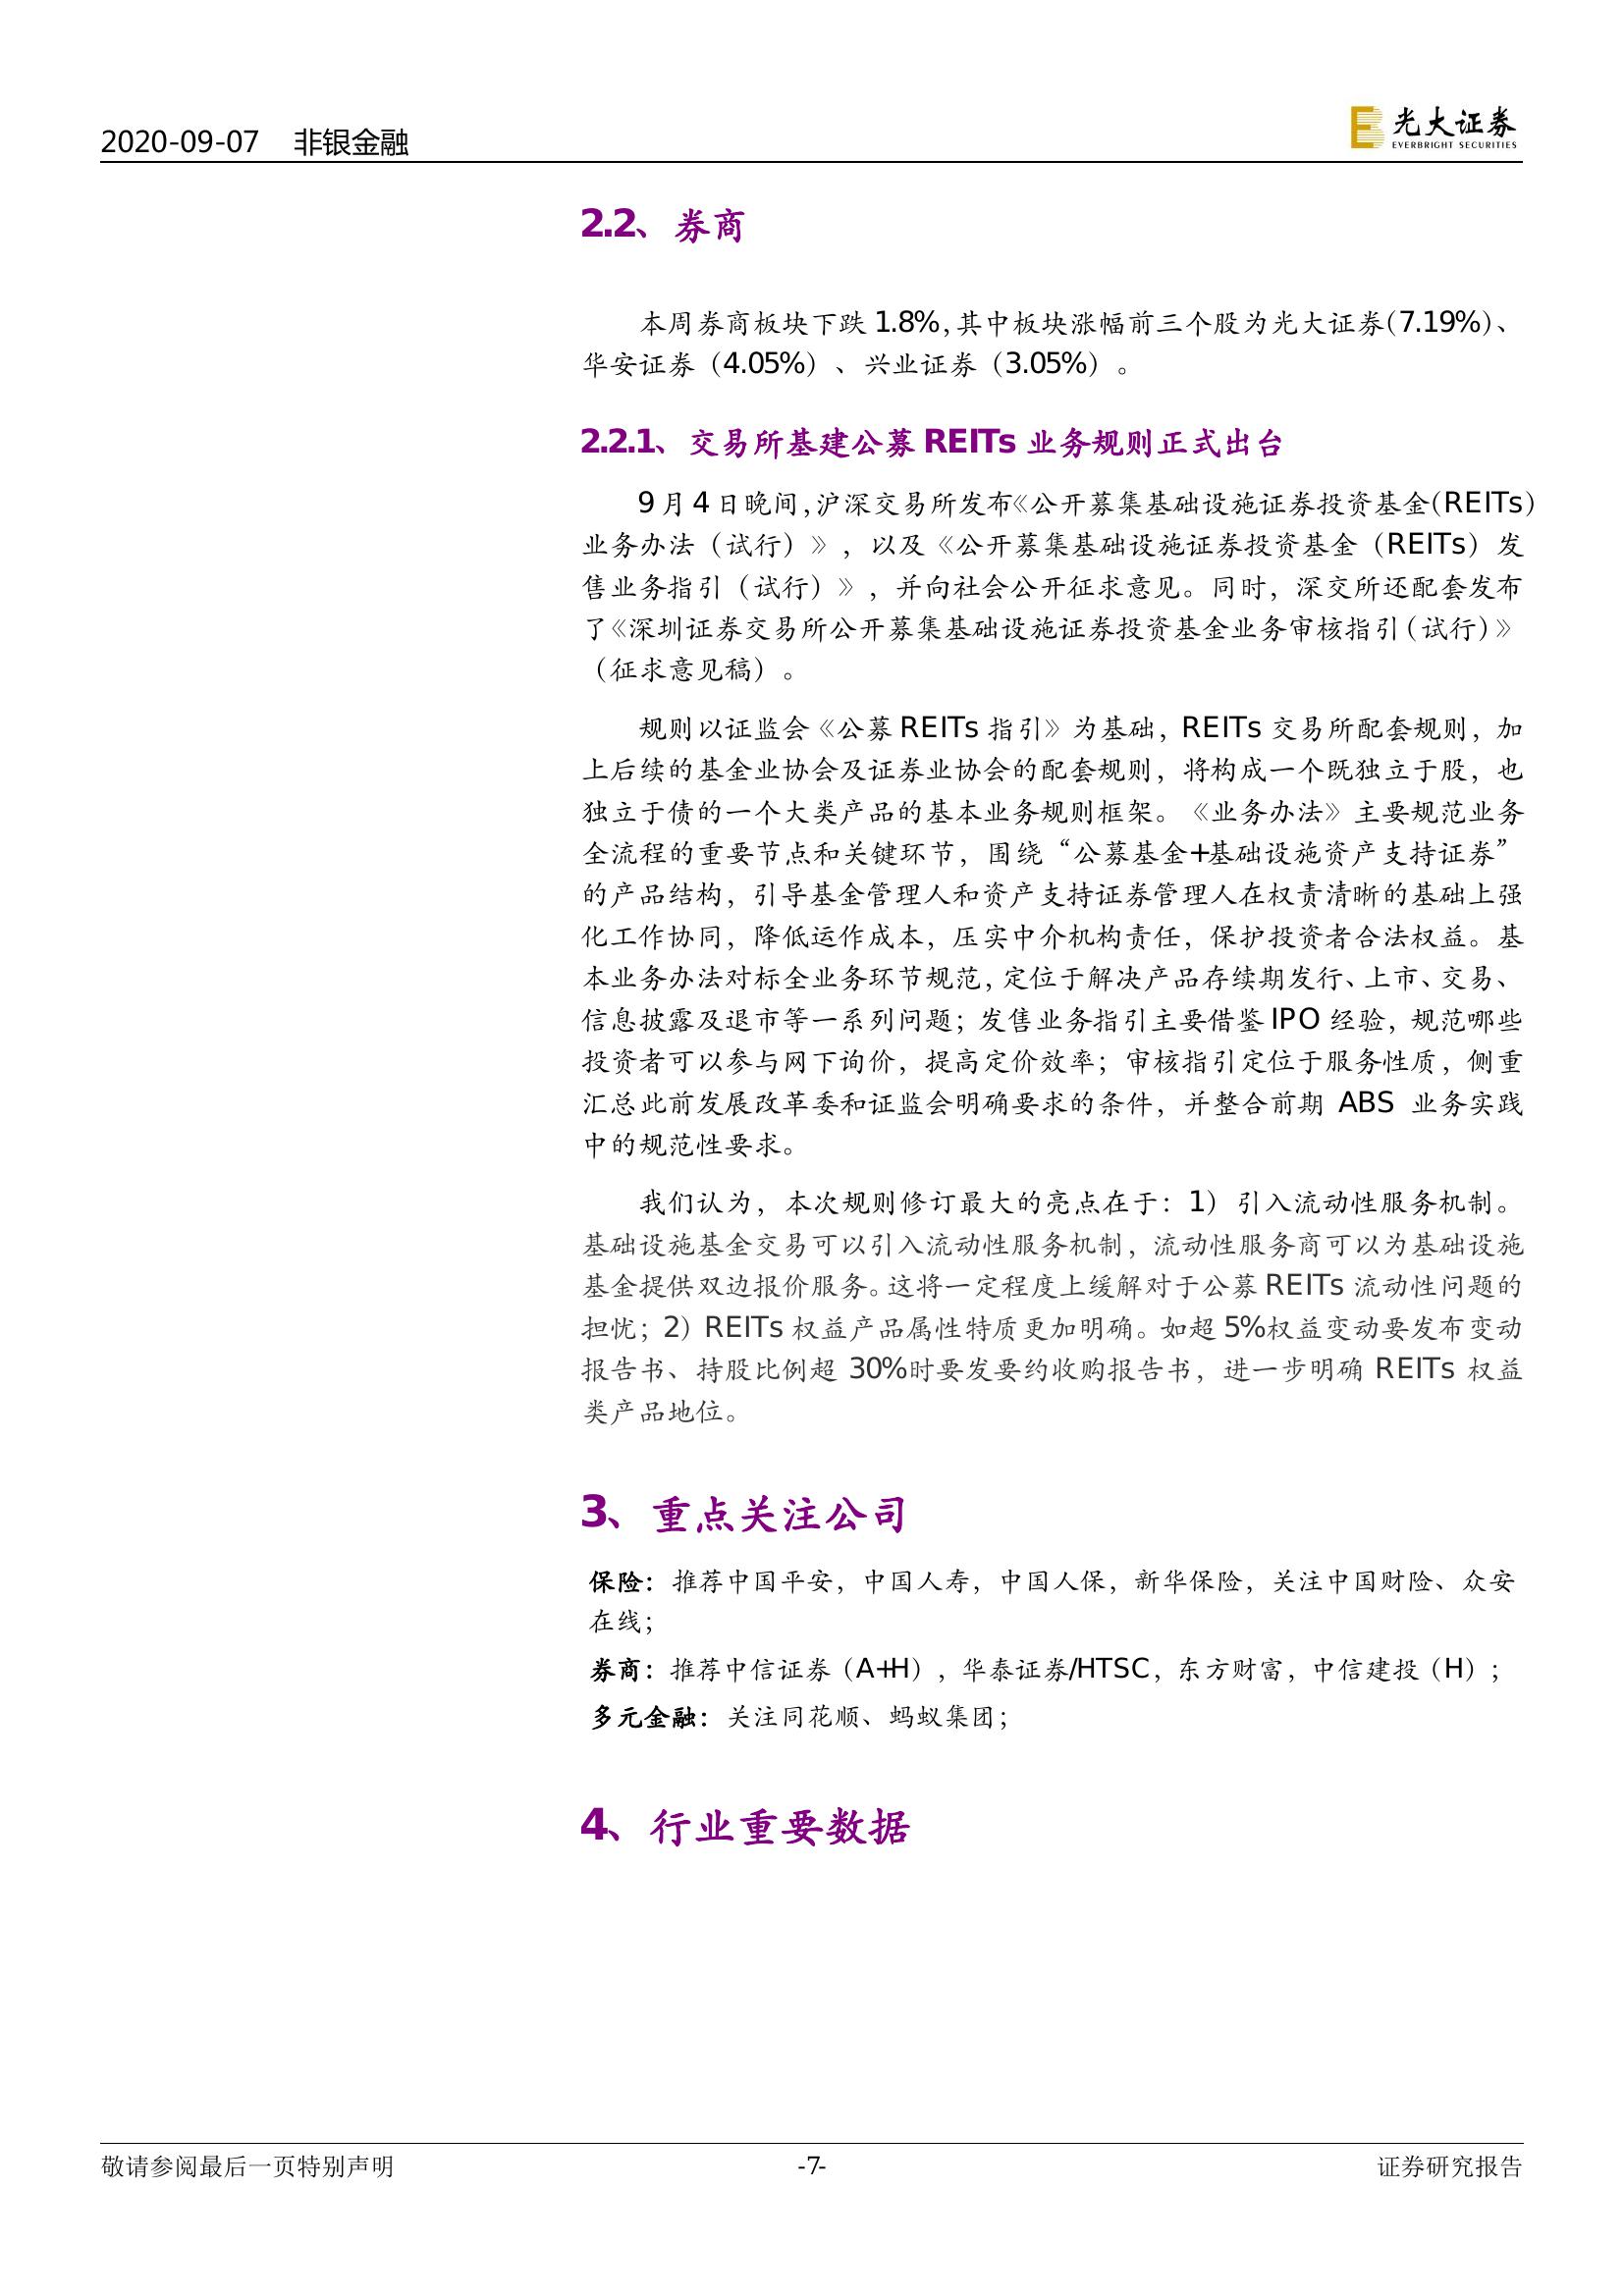 2020-09-07 非银金融
光大证券
EVERBRIGHT SECURITIES
2.2、券商
本周券商板块下跌 1.8%,其中板块涨幅前三个股为光大证券(7.19%)、
华安证券（4.05%）、兴业证券（3.05%）。
2.2.1、交易所基建公募 REITs 业务规则正式出台
9 月 4 日晚间,沪深交易所发布《公开募集基础设施证券投资基金(REITs)
业务办法（试行）》，以及《公开募集基础设施证券投资基金（REITs）发
售业务指引（试行）》，并向社会公开征求意见。同时，深交所还配套发布
了《深圳证券交易所公开募集基础设施证券投资基金业务审核指引(试行)》
（征求意见稿）。
规则以证监会《公募 REITs 指引》为基础，REITs 交易所配套规则，加
上后续的基金业协会及证券业协会的配套规则，将构成一个既独立于股，也
独立于债的一个大类产品的基本业务规则框架。《业务办法》主要规范业务
全流程的重要节点和关键环节，围绕“公募基金+基础设施资产支持证券”
的产品结构，引导基金管理人和资产支持证券管理人在权责清晰的基础上强
化工作协同，降低运作成本，压实中介机构责任，保护投资者合法权益。基
本业务办法对标全业务环节规范，定位于解决产品存续期发行、上市、交易、
信息披露及退市等一系列问题；发售业务指引主要借鉴 IPO 经验，规范哪些
投资者可以参与网下询价，提高定价效率；审核指引定位于服务性质，侧重
汇总此前发展改革委和证监会明确要求的条件，并整合前期 ABS 业务实践
中的规范性要求。
我们认为，本次规则修订最大的亮点在于：1）引入流动性服务机制。
基础设施基金交易可以引入流动性服务机制，流动性服务商可以为基础设施
基金提供双边报价服务。这将一定程度上缓解对于公募 REITs 流动性问题的
担忧；2）REITs 权益产品属性特质更加明确。如超 5%权益变动要发布变动
报告书、持股比例超 30%时要发要约收购报告书，进一步明确 REITs 权益
类产品地位。
3、重点关注公司
保险：推荐中国平安，中国人寿，中国人保，新华保险，关注中国财险、众安
在线；
券商：推荐中信证券（A+H），华泰证券/HTSC，东方财富，中信建投（H）；
多元金融：关注同花顺、蚂蚁集团；
4、行业重要数据
敬请参阅最后一页特别声明
-7-
证券研究报告